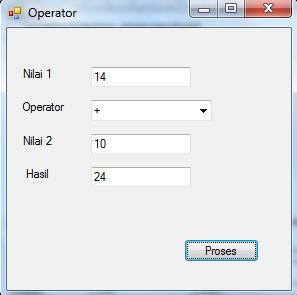 Operator
Nilai 1 14
Operator +
Nilai 2 10
Hasil 24
Proses